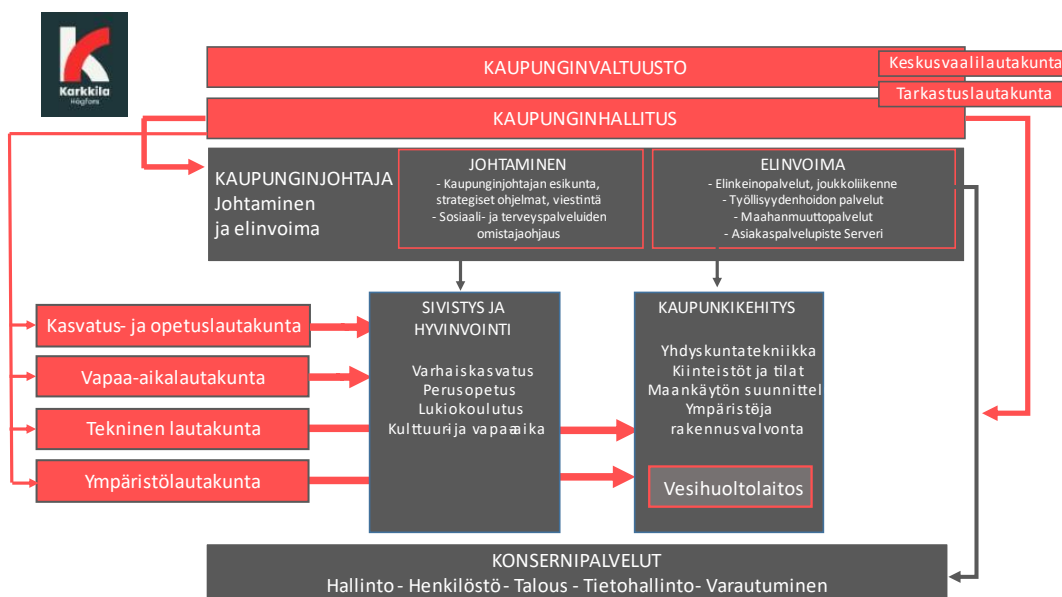 Karkkila
Högfors
KAUPUNGINVALTUUSTO
Keskusvaalilautakunta
Tarkastuslautakunta
KAUPUNGINHALLITUS
KAUPUNGINJOHTAJA
Johtaminen
ja elinvoima
JOHTAMINEN
- Kaupunginjohtajan esikunta,
strategiset ohjelmat, viestintä
- Sosiaali- ja terveyspalveluiden
omistajaohjaus
ELINVOIMA
- Elinkeinopalvelut, joukkoliikenne
- Työllisyydenhoidon palvelut
- Maahanmuuttopalvelut
- Asiakaspalvelupiste Serveri
Kasvatus- ja opetuslautakunta
Vapaa-aikalautakunta
Tekninen lautakunta
Ympäristölautakunta
SIVISTYS JA
HYVINVOINTI
Varhaiskasvatus
Perusopetus
Lukiokoulutus
Kulttuuri- ja vapaa-aika
KAUPUNKIKEHITYS
Yhdyskuntatekniikka
Kiinteistöt ja tilat
Maankäytön suunnittel
Ympäristö- ja
rakennusvalvonta
Vesihuoltolaitos
KONSERNIPALVELUT
Hallinto - Henkilöstö - Talous - Tietohallinto - Varautuminen